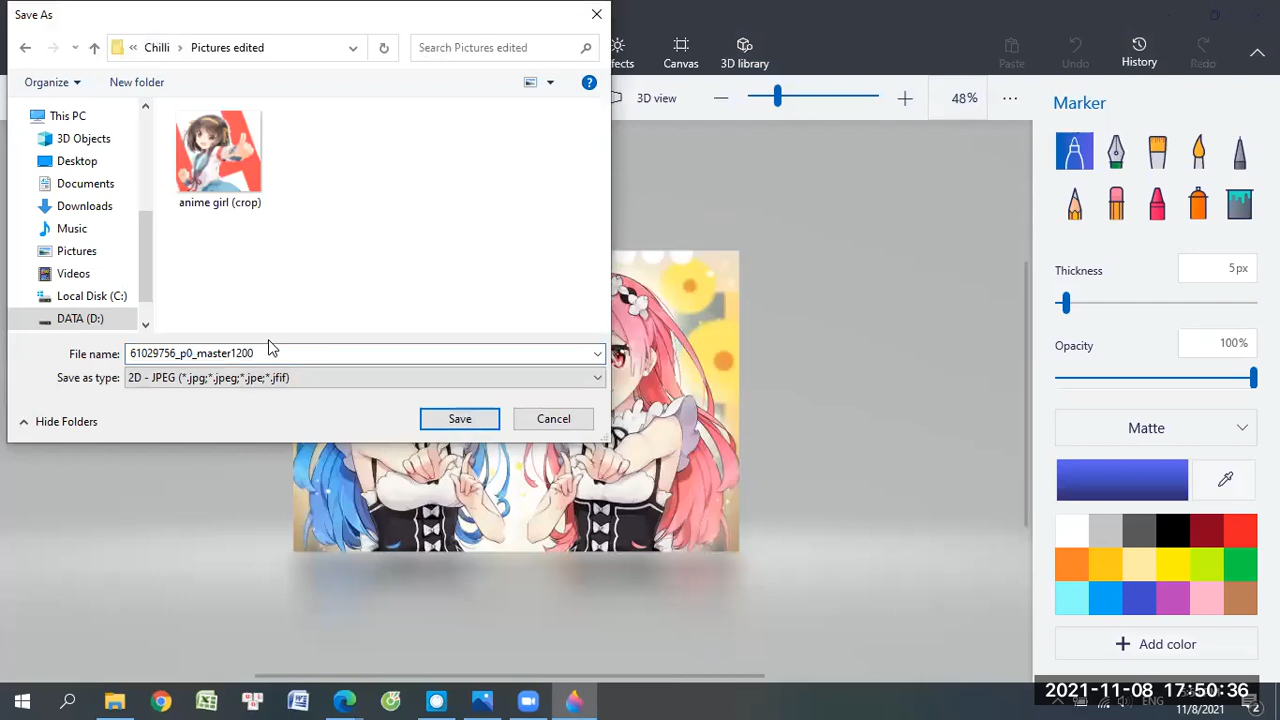 Save As
Chilli
Pictures edited
Search Pictures edited
Organize
New folder
This PC
3D Objects
Desktop
Documents
Downloads
Music
Pictures
Videos
Local Disk (C:)
DATA (D:)
anime girl (crop)
File name:
61029756_p0_master1200
Save as type:
2D - JPEG (*.jpg;*.jpeg;*.jpe;*.jfif)
Hide Folders
Save
Cancel
Canvas
3D library
Paste
Undo
History
Redo
3D view
48%
Marker
Thickness
5px
Opacity
100%
Matte
Add color
2021-11-08 17:50:36
11/8/2021